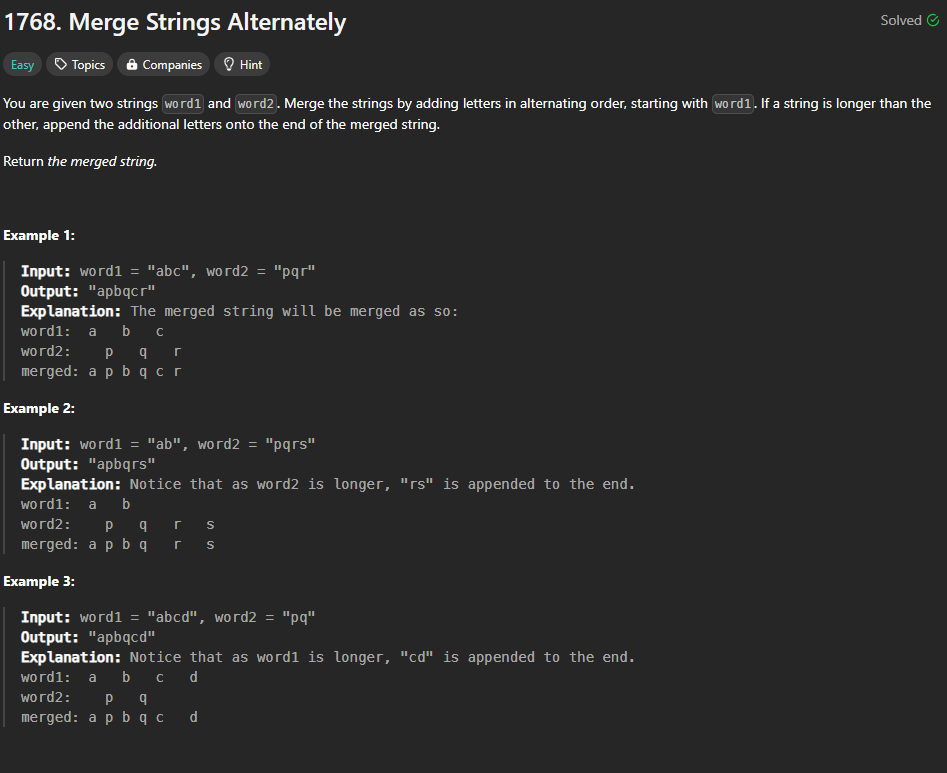 1768. Merge Strings Alternately
Solved
Easy Topics Companies Hint
You are given two strings word1 and word2. Merge the strings by adding letters in alternating order, starting with word1. If a string is longer than the
other, append the additional letters onto the end of the merged string.
Return the merged string.
Example 1:
Input: word1 = "abc", word2 = "pqr"
Output: "apbqcr"
Explanation: The merged string will be merged as so:
word1:  a   b   c
word2:    p   q   r
merged: a p b q c r
Example 2:
Input: word1 = "ab", word2 = "pqrs"
Output: "apbqrs"
Explanation: Notice that as word2 is longer, "rs" is appended to the end.
word1:  a   b
word2:    p   q   r   s
merged: a p b q   r   s
Example 3:
Input: word1 = "abcd", word2 = "pq"
Output: "apbqcd"
Explanation: Notice that as word1 is longer, "cd" is appended to the end.
word1:  a   b   c   d
word2:    p   q
merged: a p b q c   d